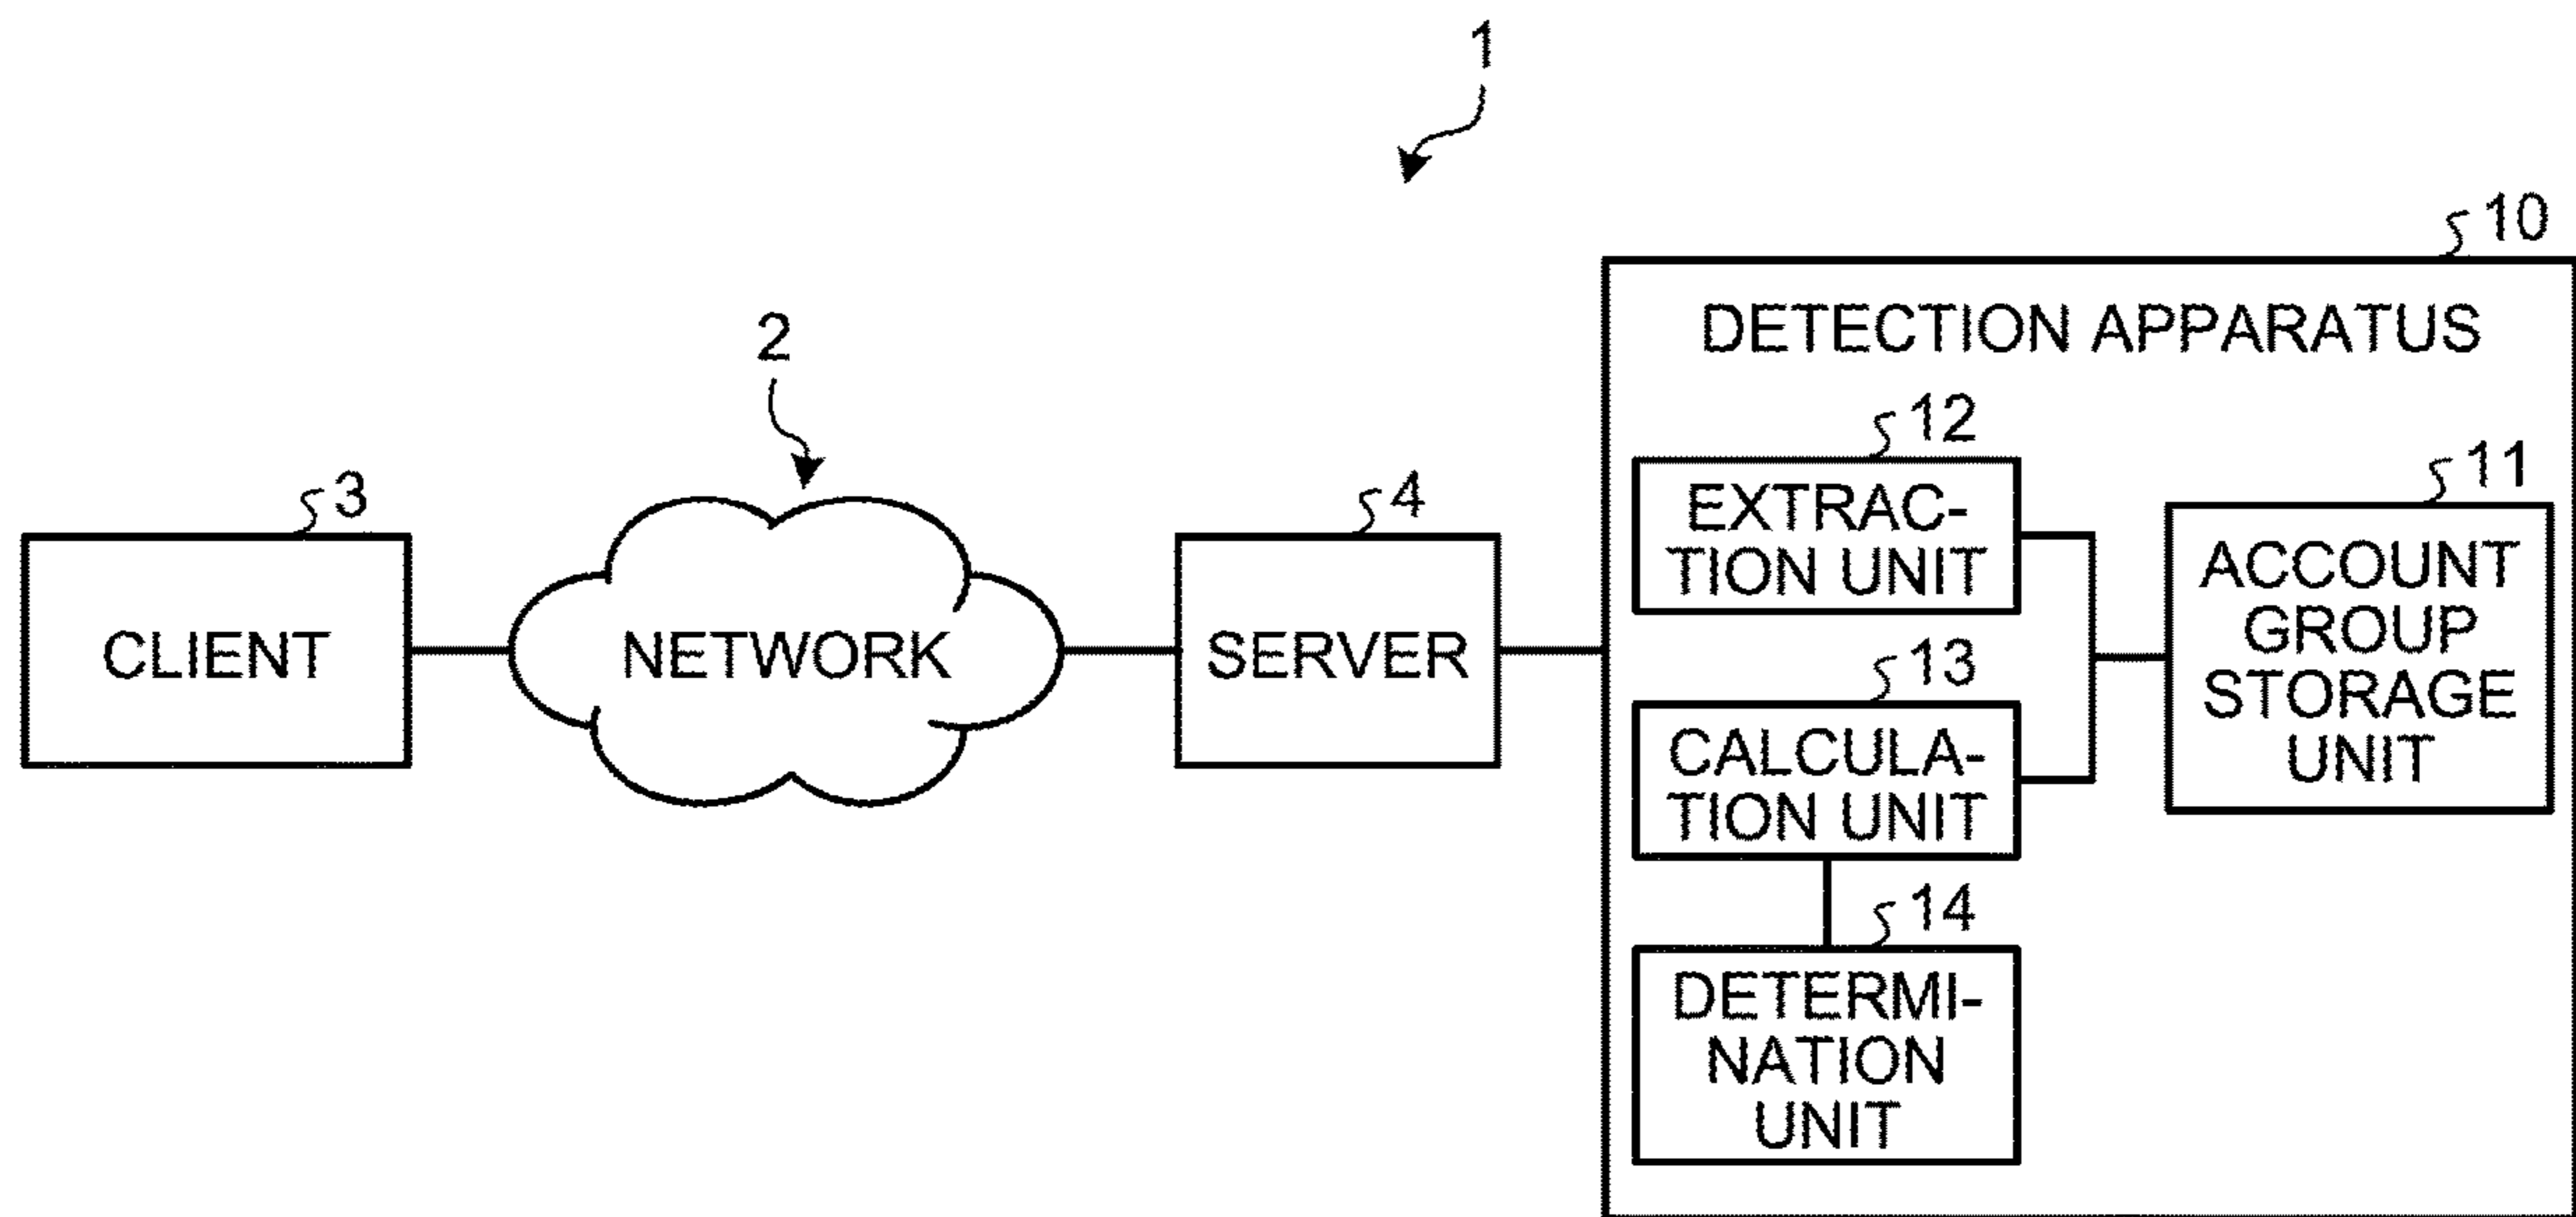 1
10
DETECTION APPARATUS
2
12
EXTRAC-
TION UNIT
11
ACCOUNT
GROUP
STORAGE
UNIT
3
CLIENT
NETWORK
4
SERVER
13
CALCULA-
TION UNIT
14
DETERMI-
NATION
UNIT